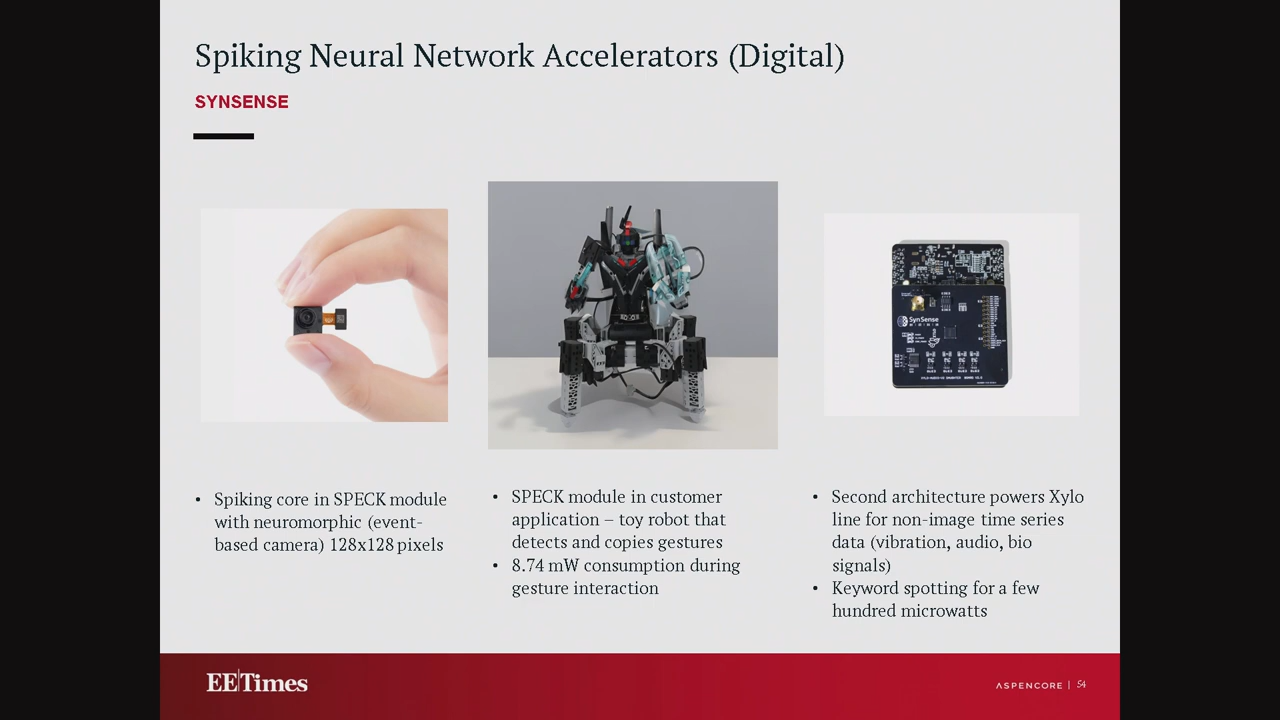 Spiking Neural Network Accelerators (Digital)
SYNSENSE
SynSense
• Spiking core in SPECK module
with neuromorphic (event-
based camera) 128x128 pixels
• SPECK module in customer
application – toy robot that
detects and copies gestures
• 8.74 mW consumption during
gesture interaction
• Second architecture powers Xylo
line for non-image time series
data (vibration, audio, bio
signals)
• Keyword spotting for a few
hundred microwatts
EE|Times
ASPENCORE | 54